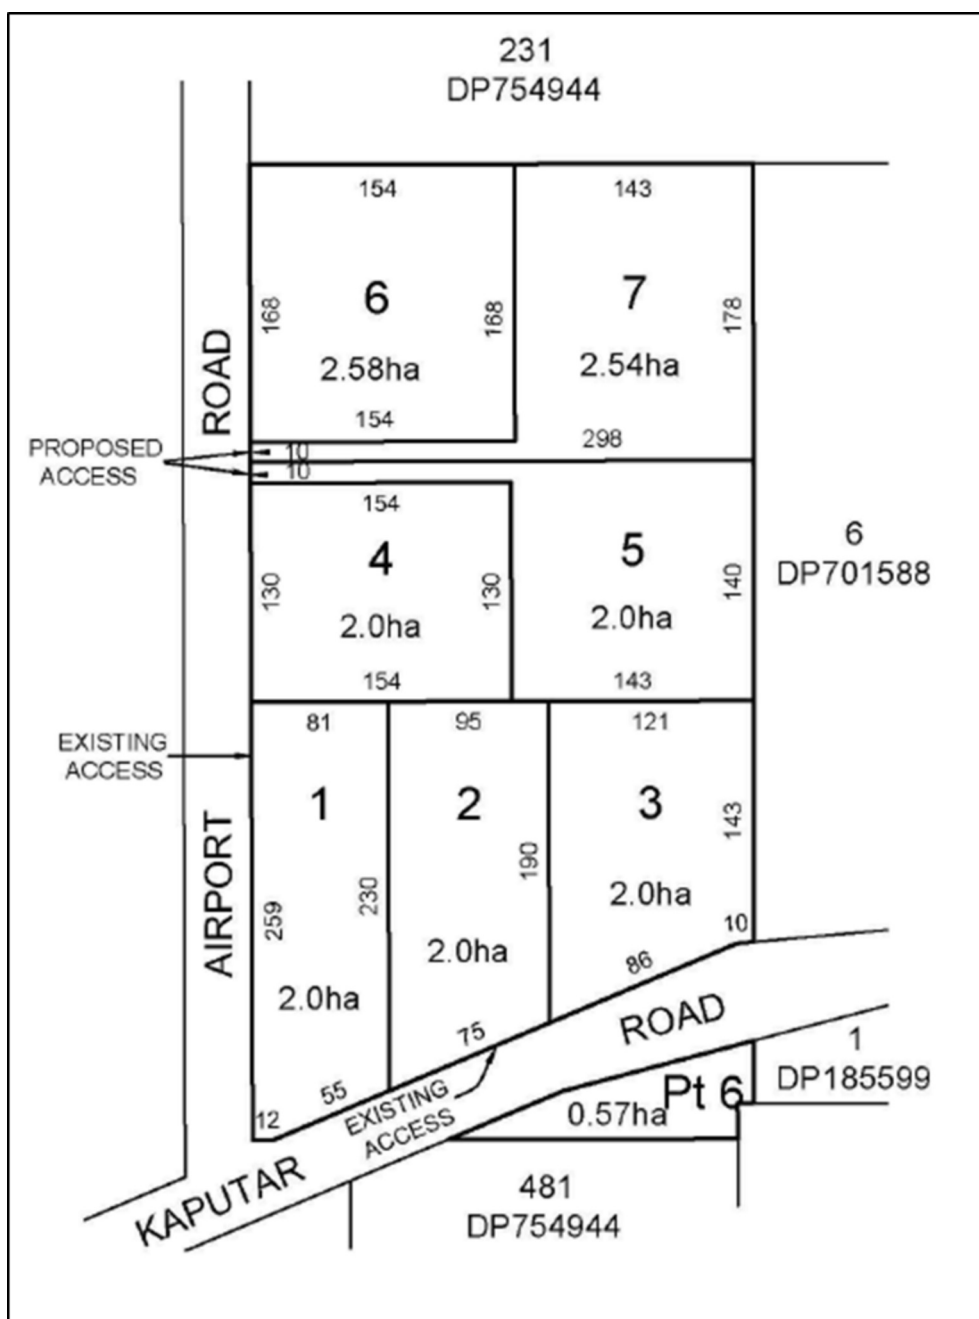 231
DP754944
154
143
168
6
168
7
178
2.58ha
2.54ha
ROAD
154
298
PROPOSED
ACCESS
10
10
154
4
5
130
130
140
2.0ha
2.0ha
154
143
6
DP701588
EXISTING
ACCESS
81
95
121
1
2
3
143
190
230
259
AIRPORT
2.0ha
2.0ha
2.0ha
10
86
75
55
12
ROAD
EXISTING
ACCESS
1
DP185599
Pt 6
0.57ha
KAPUTAR
481
DP754944